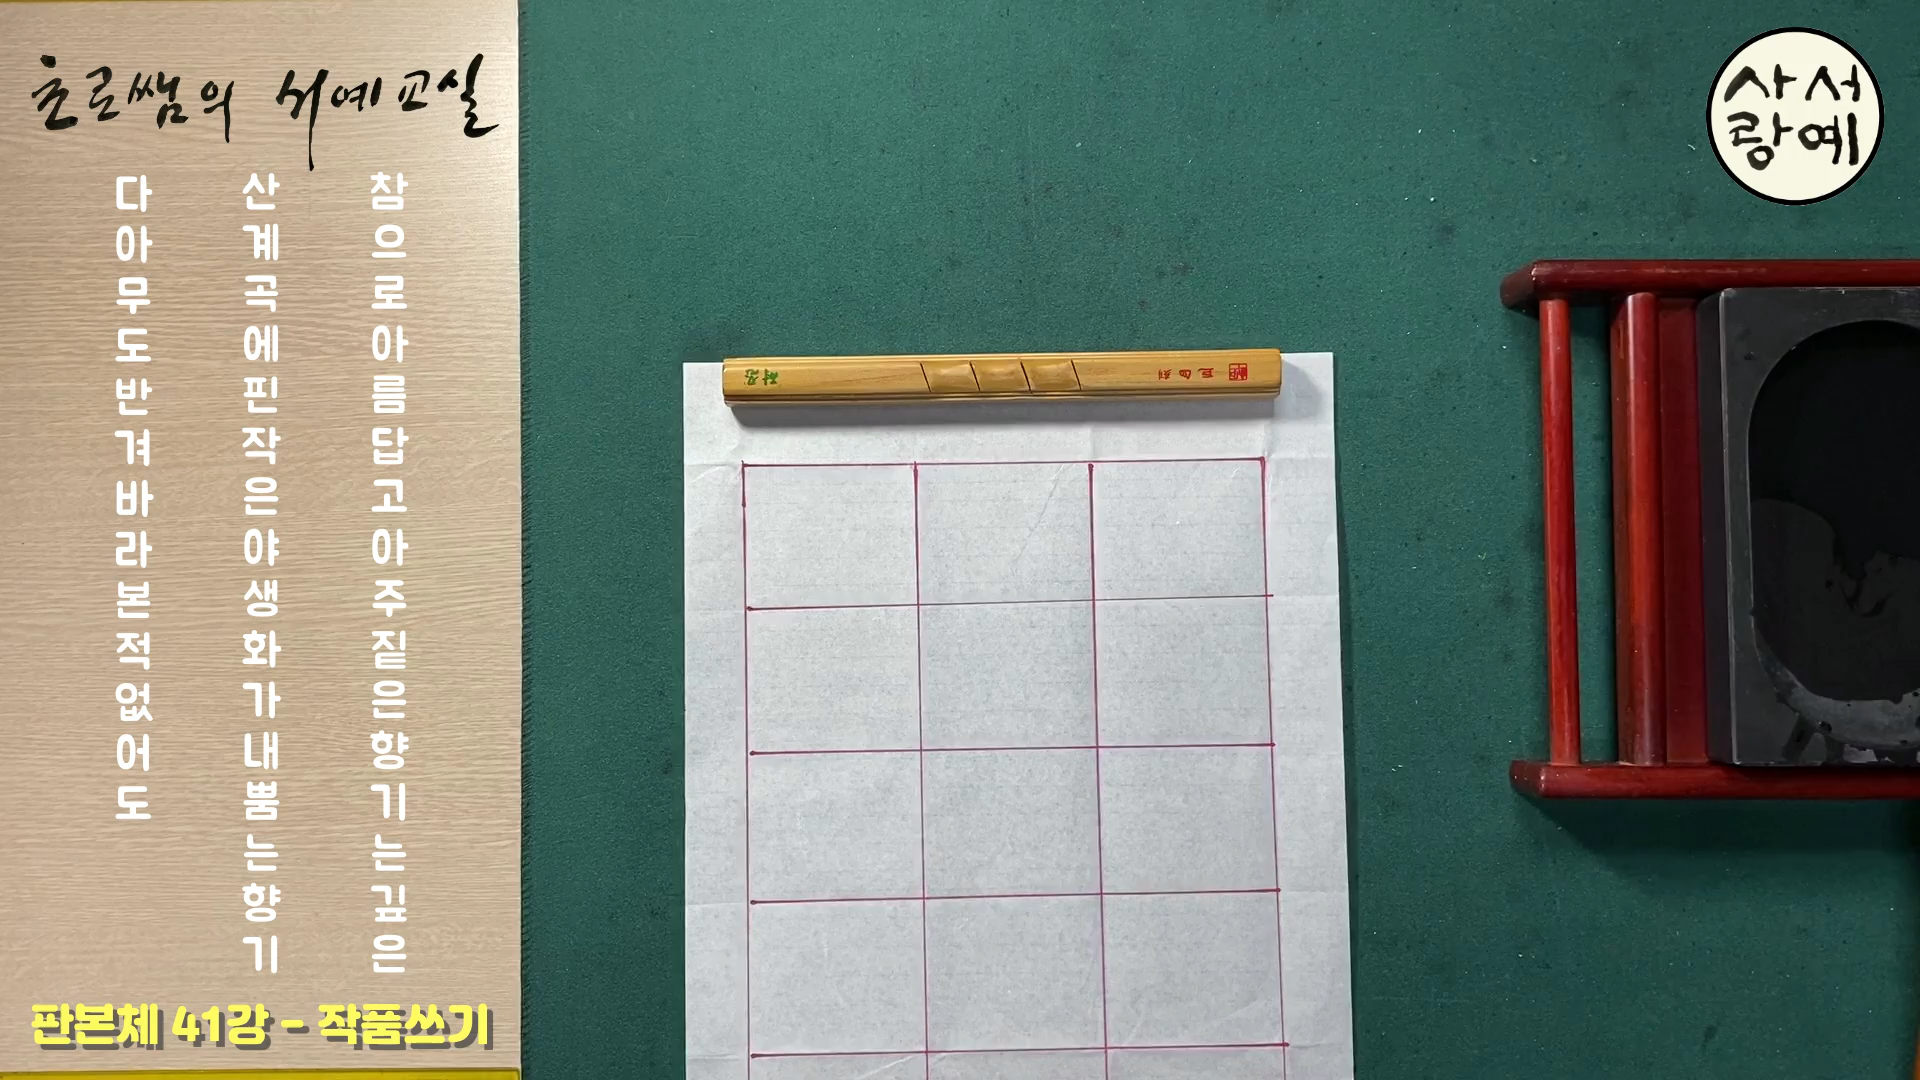 초로쌤의 서예교실
참으로아름답고아주짙은향기는깊은
산계곡에핀작은야생화가내뿜는향기
다아무도반겨바라본적없어도
판본체 41강 - 작품쓰기
서예
사랑